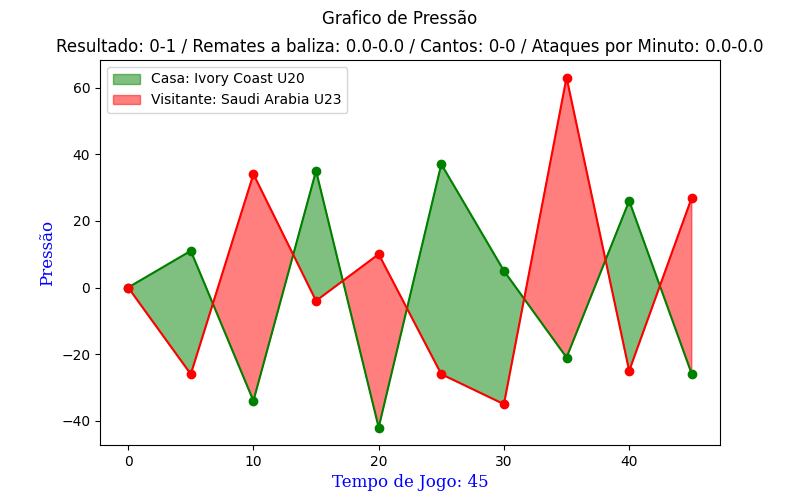 Grafico de Pressão
Resultado: 0-1 / Remates a baliza: 0.0-0.0 / Cantos: 0-0 / Ataques por Minuto: 0.0-0.0
Casa: Ivory Coast U20
Visitante: Saudi Arabia U23
60
40
20
0
−20
−40
Pressão
0 10 20 30 40
Tempo de Jogo: 45